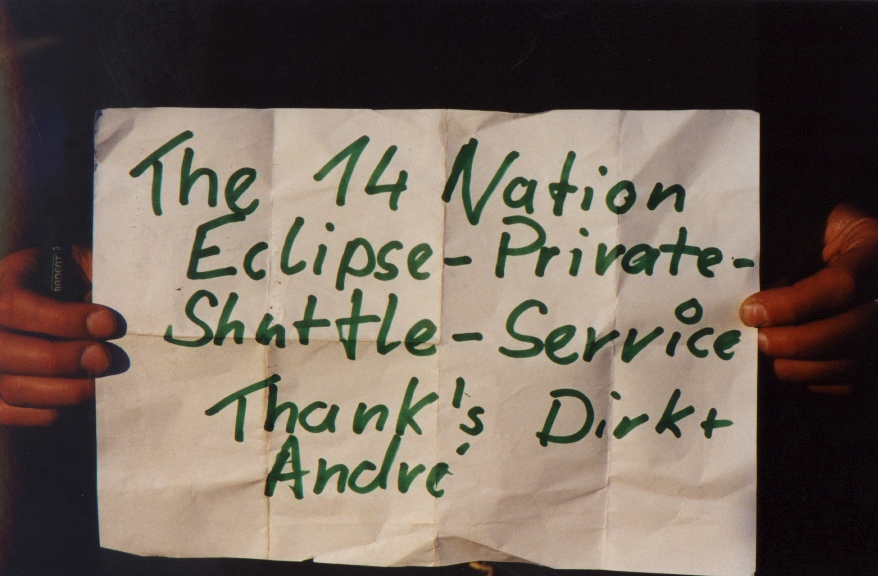 The 14 Nation
Eclipse-Private-
Shuttle-Service
Thank's Dirk+
André